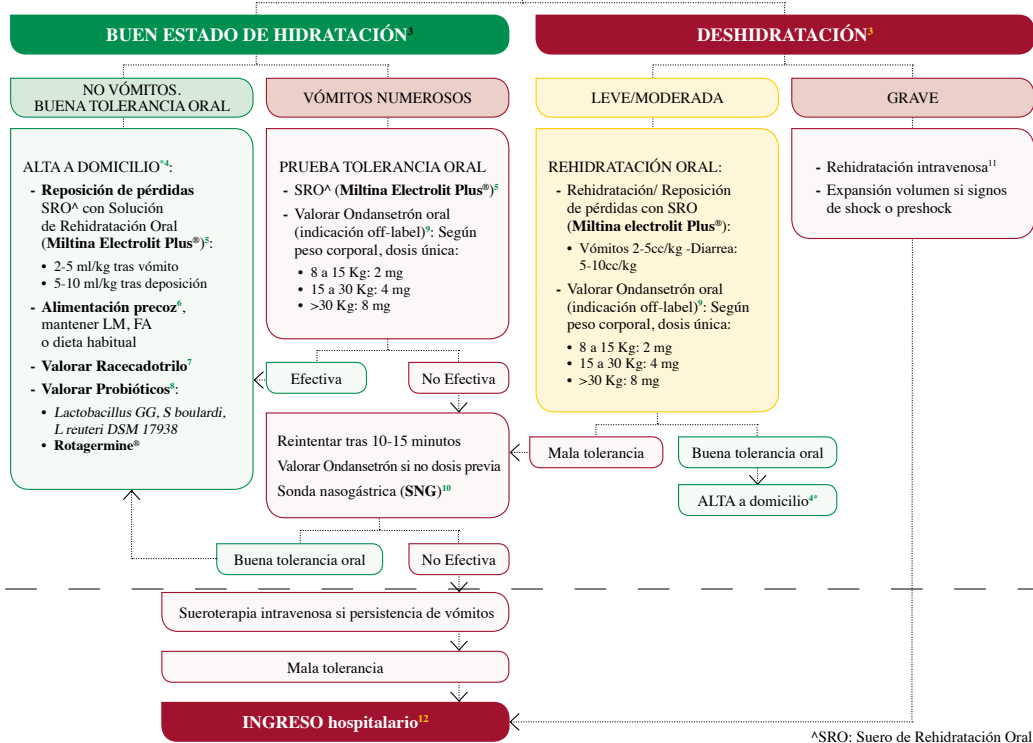 BUEN ESTADO DE HIDRATACIÓN³
DESHIDRATACIÓN³
NO VÓMITOS.
BUENA TOLERANCIA ORAL
VÓMITOS NUMEROSOS
LEVE/MODERADA
GRAVE
ALTA A DOMICILIO*⁴:
- Reposición de pérdidas
SRO^ con Solución
de Rehidratación Oral
(Miltina Electrolit Plus®)⁵:
• 2-5 ml/kg tras vómito
• 5-10 ml/kg tras deposición
- Alimentación precoz⁶,
mantener LM, FA
o dieta habitual
- Valorar Racecadotrilo⁷
- Valorar Probióticos⁸:
• Lactobacillus GG, S boulardi,
L reuteri DSM 17938
• Rotagermine®
PRUEBA TOLERANCIA ORAL
- SRO^ (Miltina Electrolit Plus®)⁵
- Valorar Ondansetrón oral
(indicación off-label)⁹: Según
peso corporal, dosis única:
• 8 a 15 Kg: 2 mg
• 15 a 30 Kg: 4 mg
• >30 Kg: 8 mg
REHIDRATACIÓN ORAL:
- Rehidratación/ Reposición
de pérdidas con SRO
(Miltina electrolit Plus®):
• Vómitos 2-5cc/kg -Diarrea:
5-10cc/kg
- Valorar Ondansetrón oral
(indicación off-label)⁹: Según
peso corporal, dosis única:
• 8 a 15 Kg: 2 mg
• 15 a 30 Kg: 4 mg
• >30 Kg: 8 mg
- Rehidratación intravenosa¹¹
- Expansión volumen si signos
de shock o preshock
Efectiva
No Efectiva
Reintentar tras 10-15 minutos
Valorar Ondansetrón si no dosis previa
Sonda nasogástrica (SNG)¹⁰
Mala tolerancia
Buena tolerancia oral
ALTA a domicilio⁴*
Buena tolerancia oral
No Efectiva
Sueroterapia intravenosa si persistencia de vómitos
Mala tolerancia
INGRESO hospitalario¹²
^SRO: Suero de Rehidratación Oral